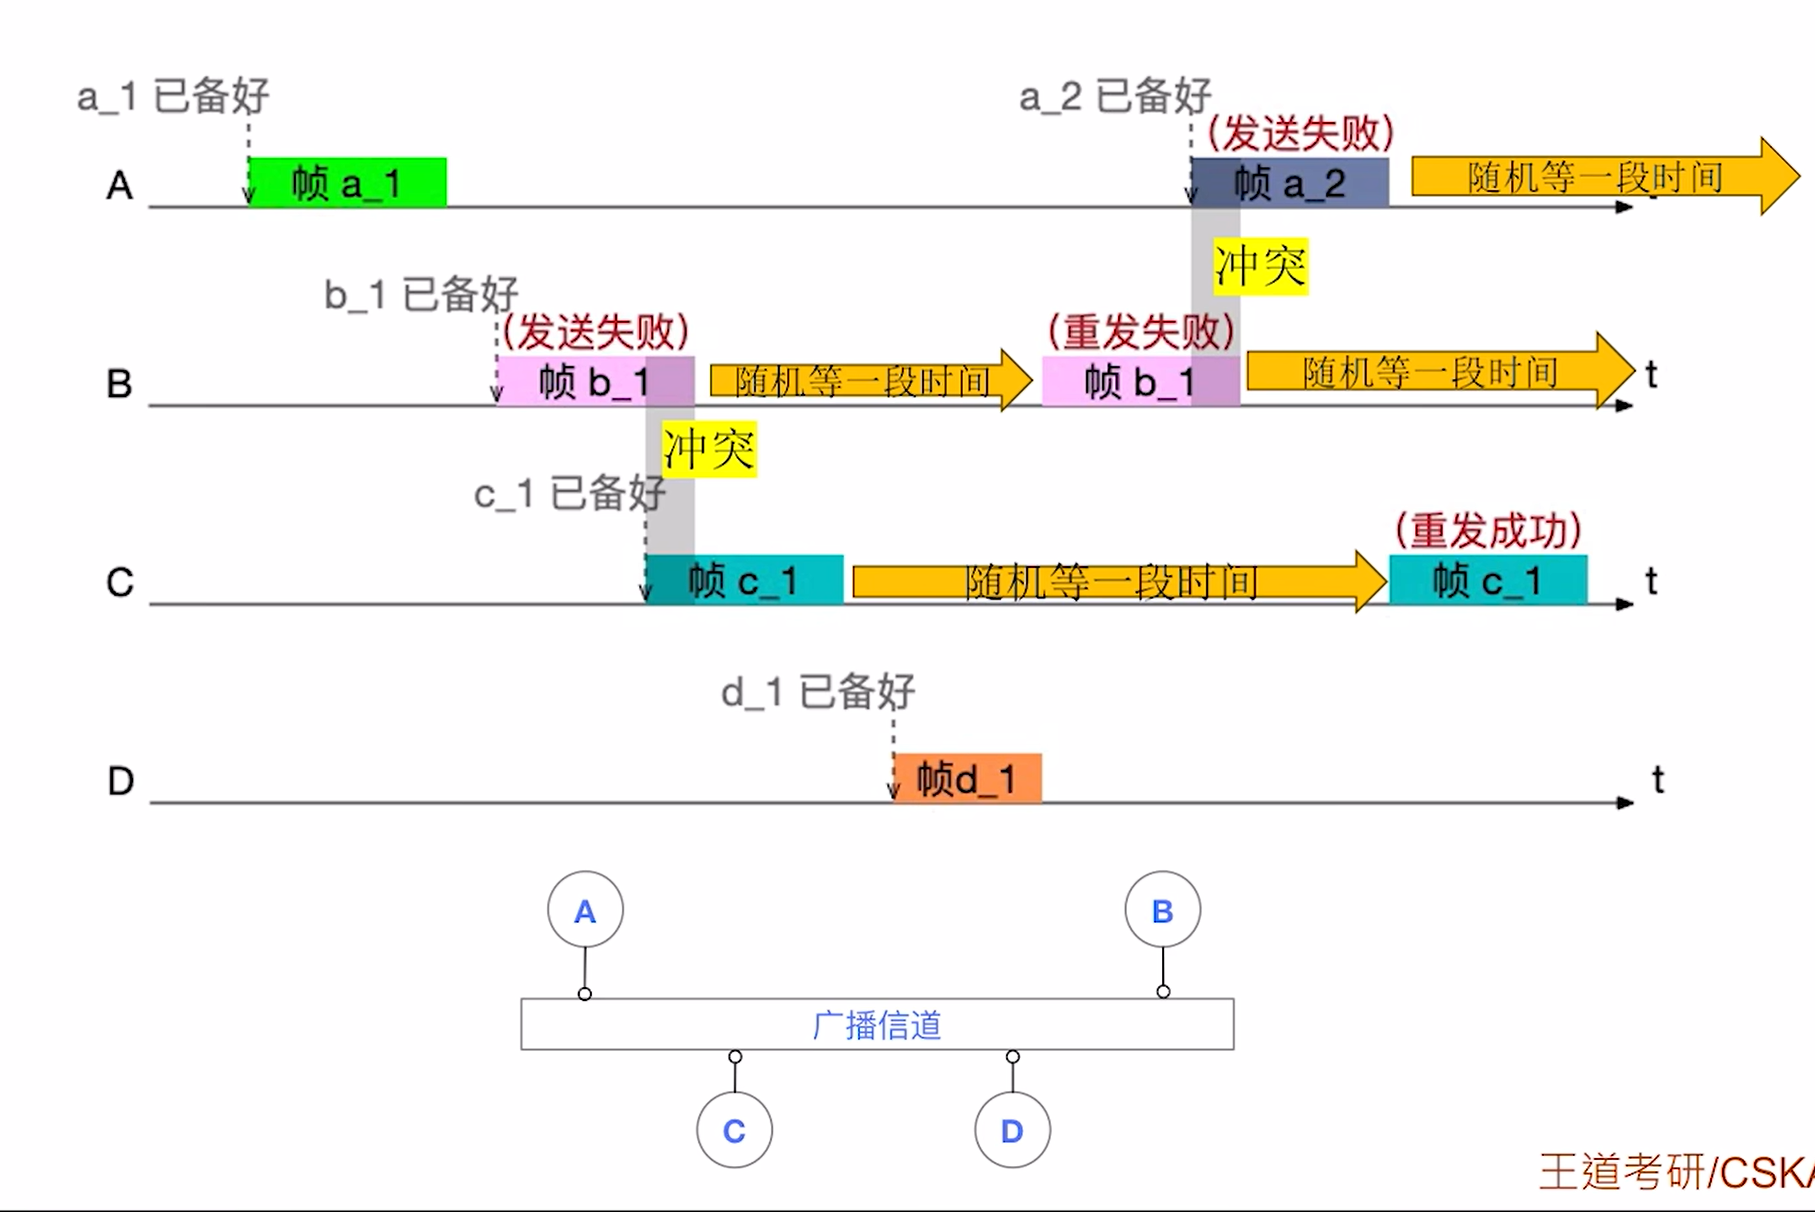 a_1 已备好
a_2 已备好
(发送失败)
A
帧 a_1
帧 a_2
随机等一段时间
冲突
b_1 已备好
(发送失败)
(重发失败)
B
帧 b_1
随机等一段时间
帧 b_1
随机等一段时间
t
冲突
c_1 已备好
(重发成功)
C
帧 c_1
随机等一段时间
帧 c_1
t
d_1 已备好
D
帧d_1
t
A
B
广播信道
C
D
王道考研/CSKA